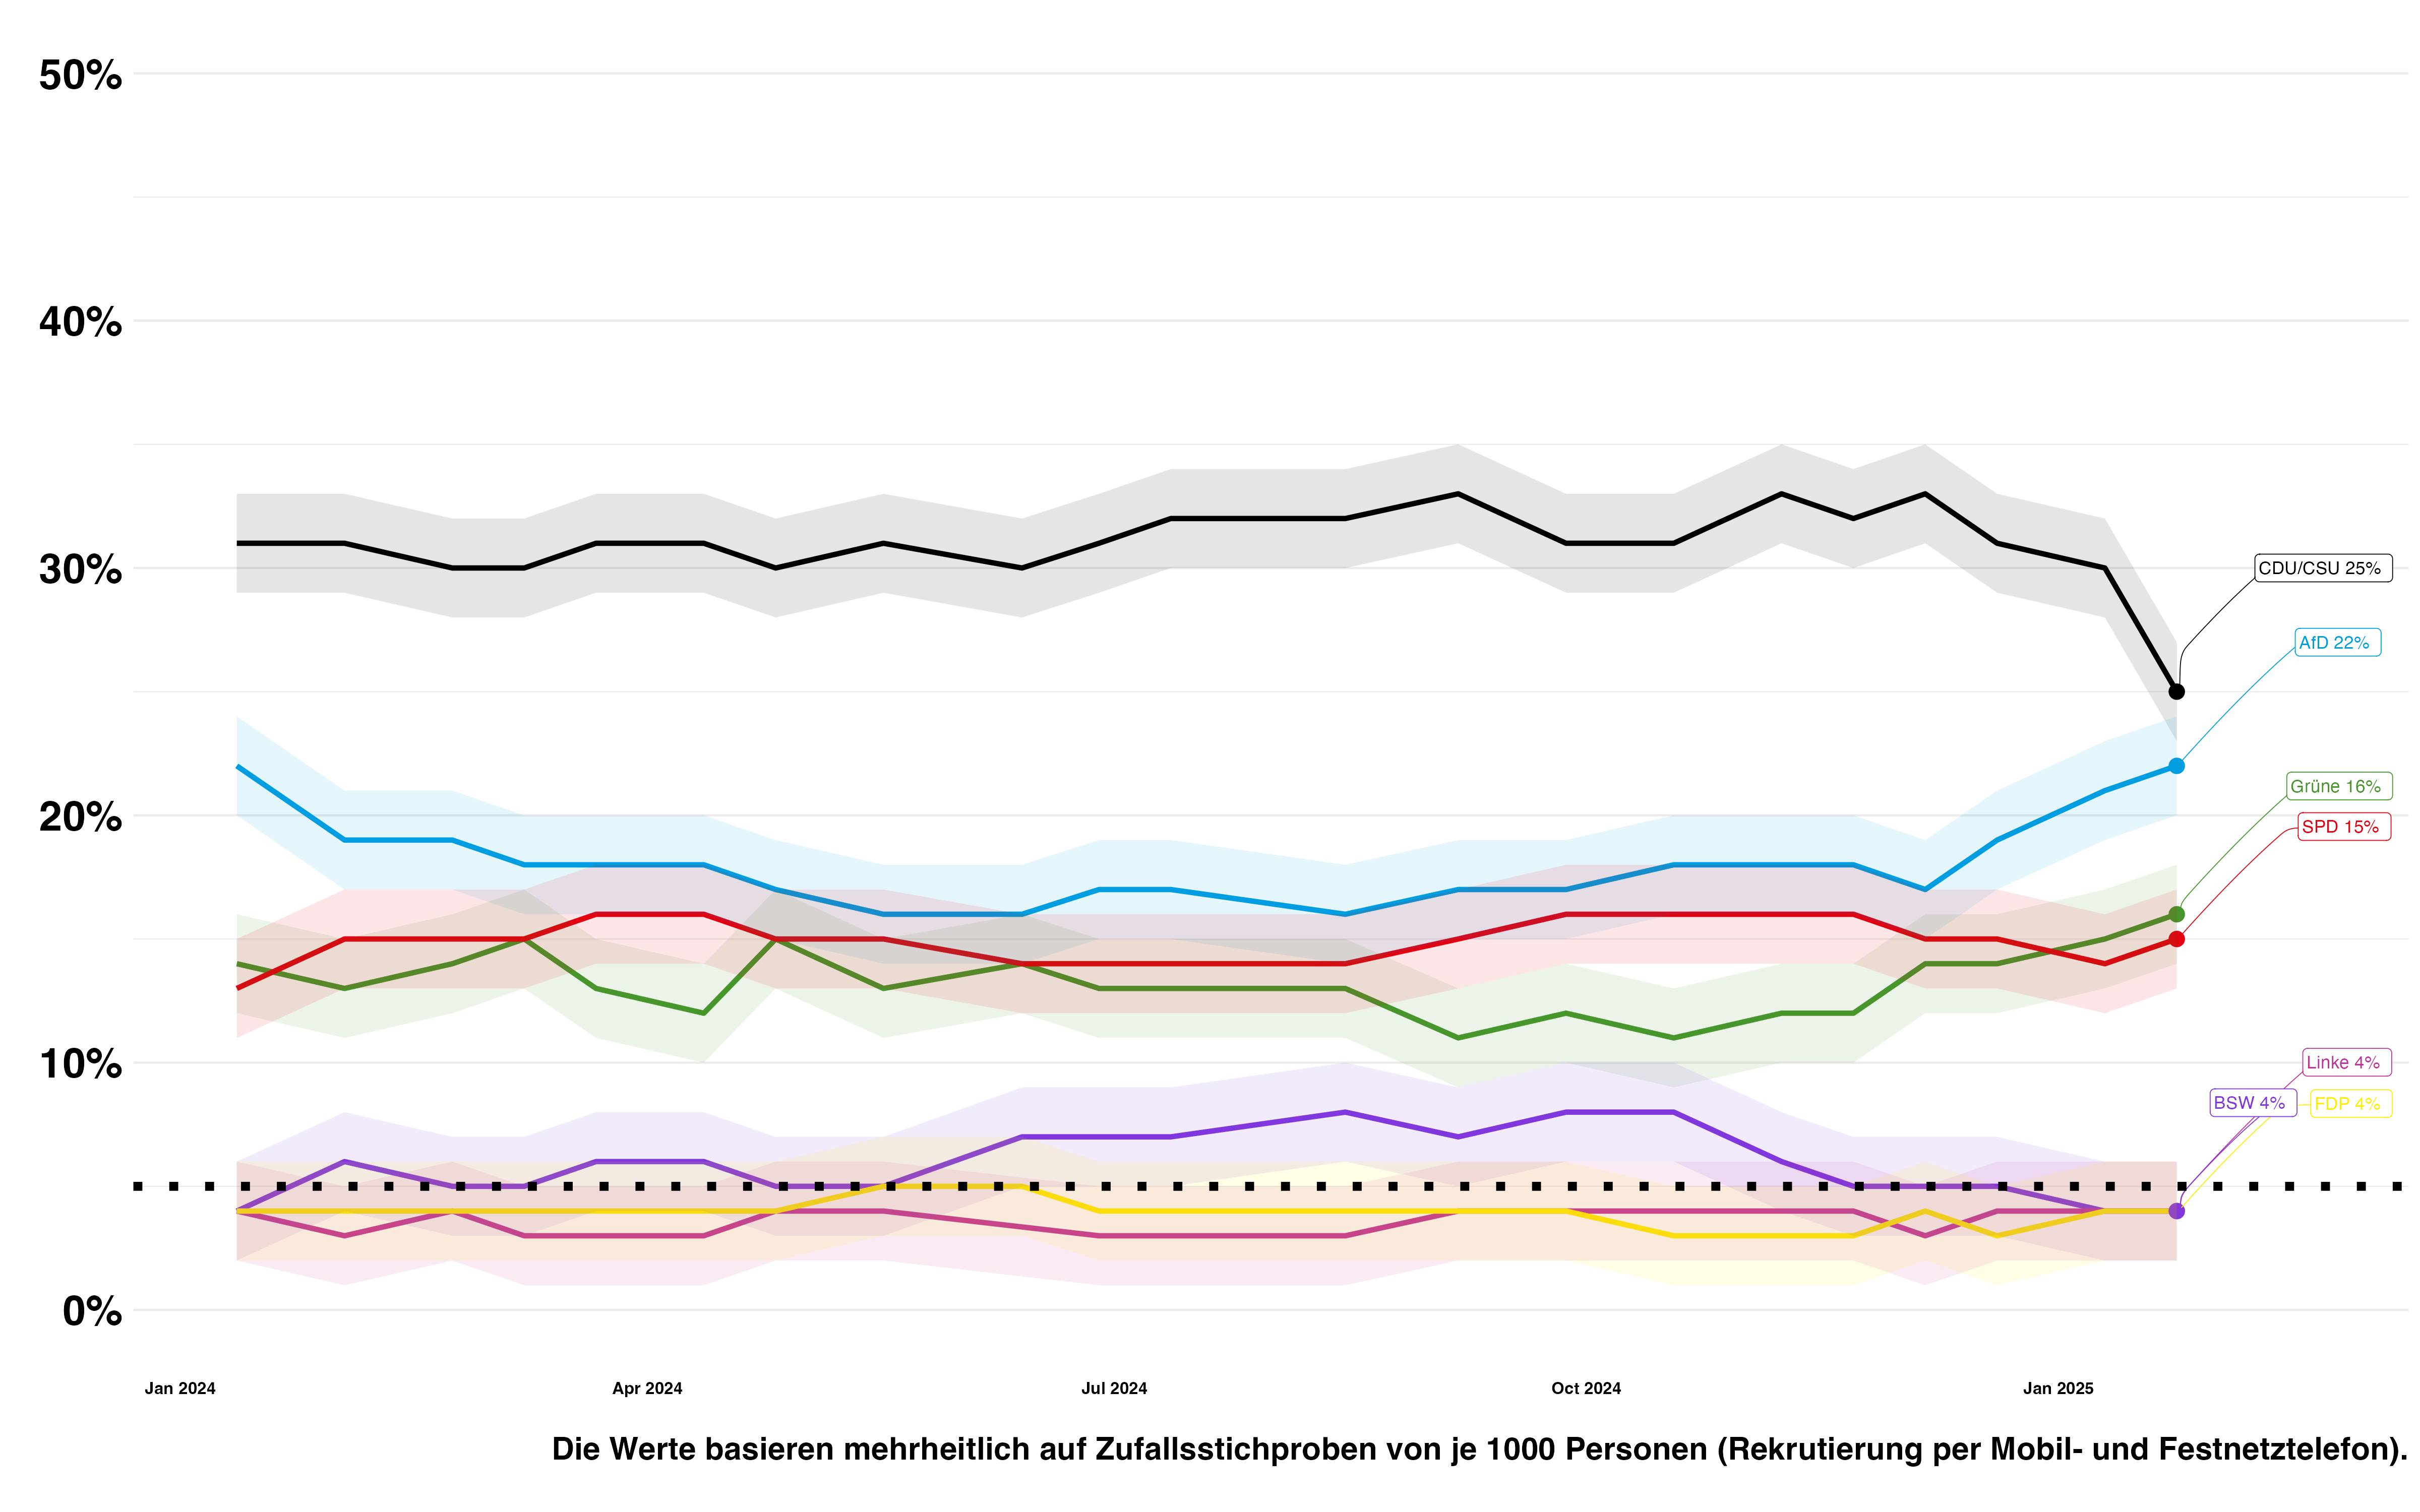 50%
40%
30%
20%
10%
0%
CDU/CSU 25%
AfD 22%
Grüne 16%
SPD 15%
Linke 4%
BSW 4%
FDP 4%
Jan 2024
Apr 2024
Jul 2024
Oct 2024
Jan 2025
Die Werte basieren mehrheitlich auf Zufallsstichproben von je 1000 Personen (Rekrutierung per Mobil- und Festnetztelefon).